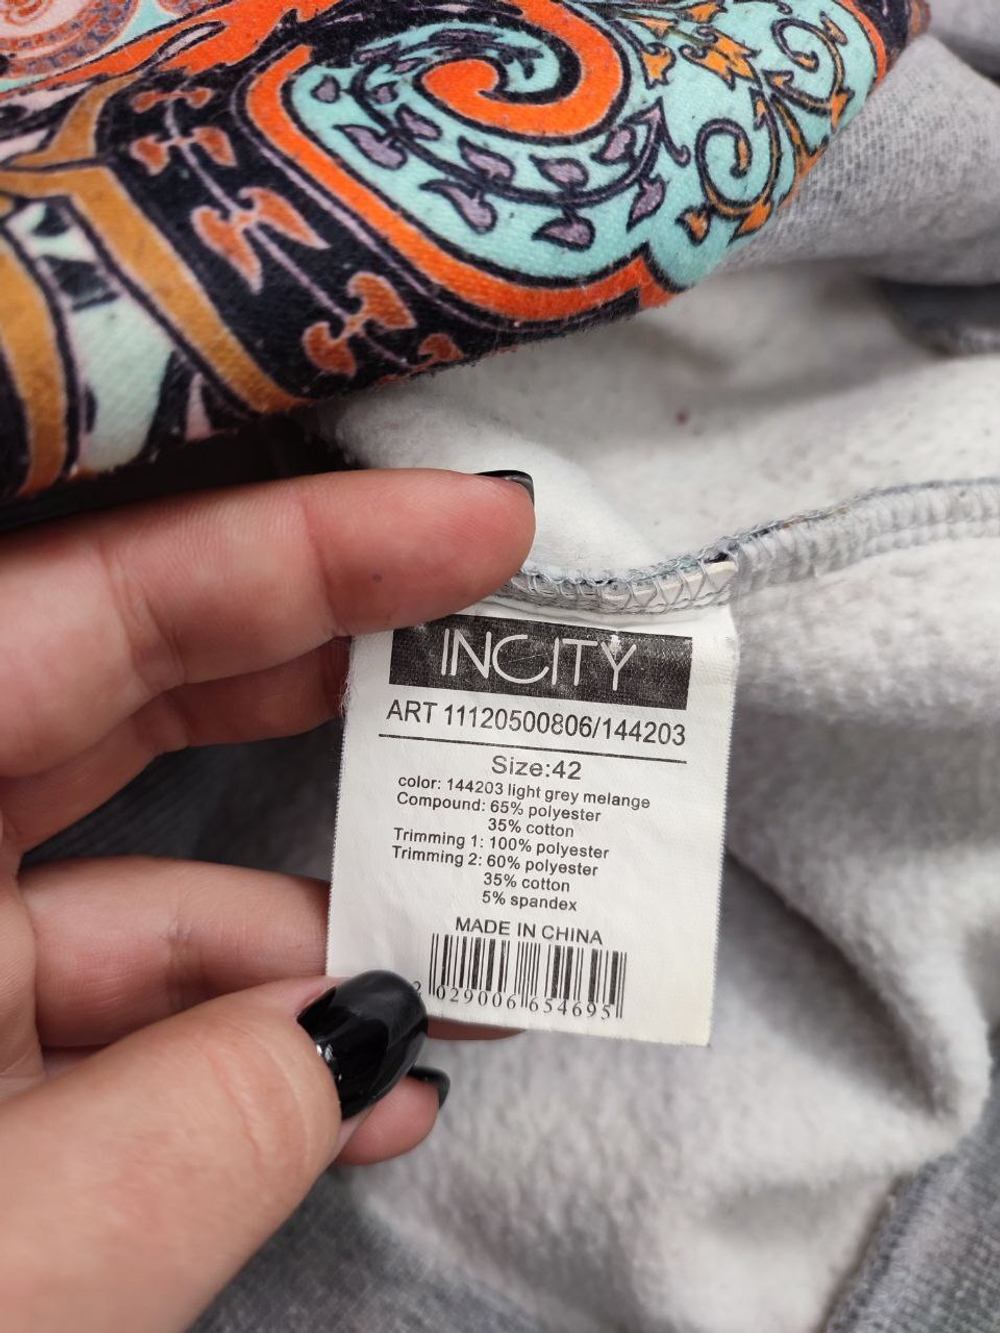 INCITY
ART 11120500806/144203
Size:42
color: 144203 light grey melange
Compound: 65% polyester
35% cotton
Trimming 1: 100% polyester
Trimming 2: 60% polyester
35% cotton
5% spandex
MADE IN CHINA
2 029006 654695